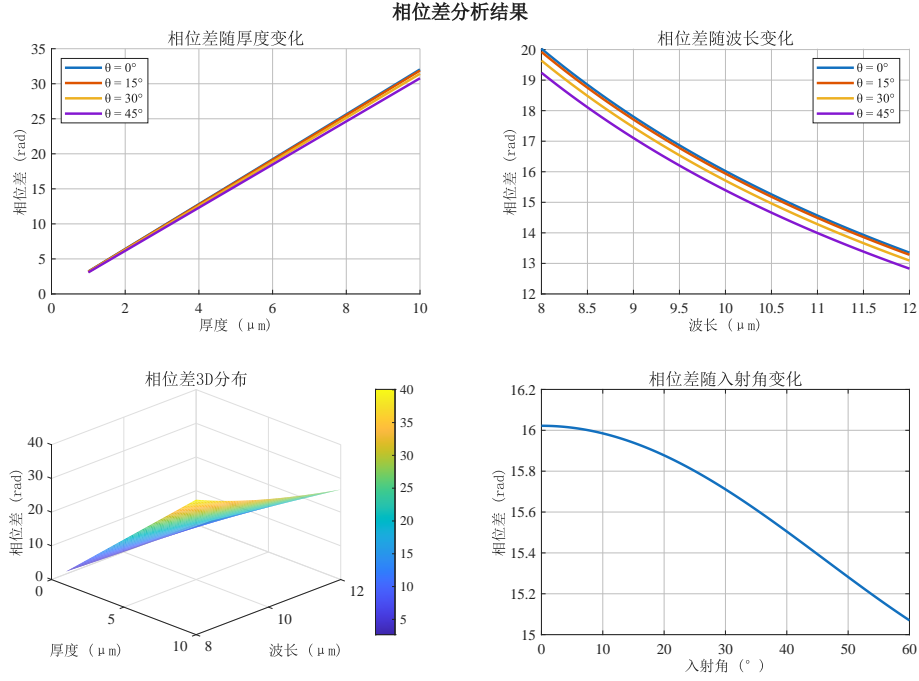 相位差分析结果
相位差随厚度变化
35
30
25
20
15
10
5
0
0 2 4 6 8 10
相位差 (rad)
厚度 (μm)
θ = 0°
θ = 15°
θ = 30°
θ = 45°
相位差随波长变化
20
19
18
17
16
15
14
13
12
8 8.5 9 9.5 10 10.5 11 11.5 12
相位差 (rad)
波长 (μm)
θ = 0°
θ = 15°
θ = 30°
θ = 45°
相位差3D分布
40
30
20
10
0
相位差 (rad)
0 5 10
厚度 (μm)
8 10 12
波长 (μm)
40
35
30
25
20
15
10
5
相位差随入射角变化
16.2
16
15.8
15.6
15.4
15.2
15
0 10 20 30 40 50 60
相位差 (rad)
入射角 (°)